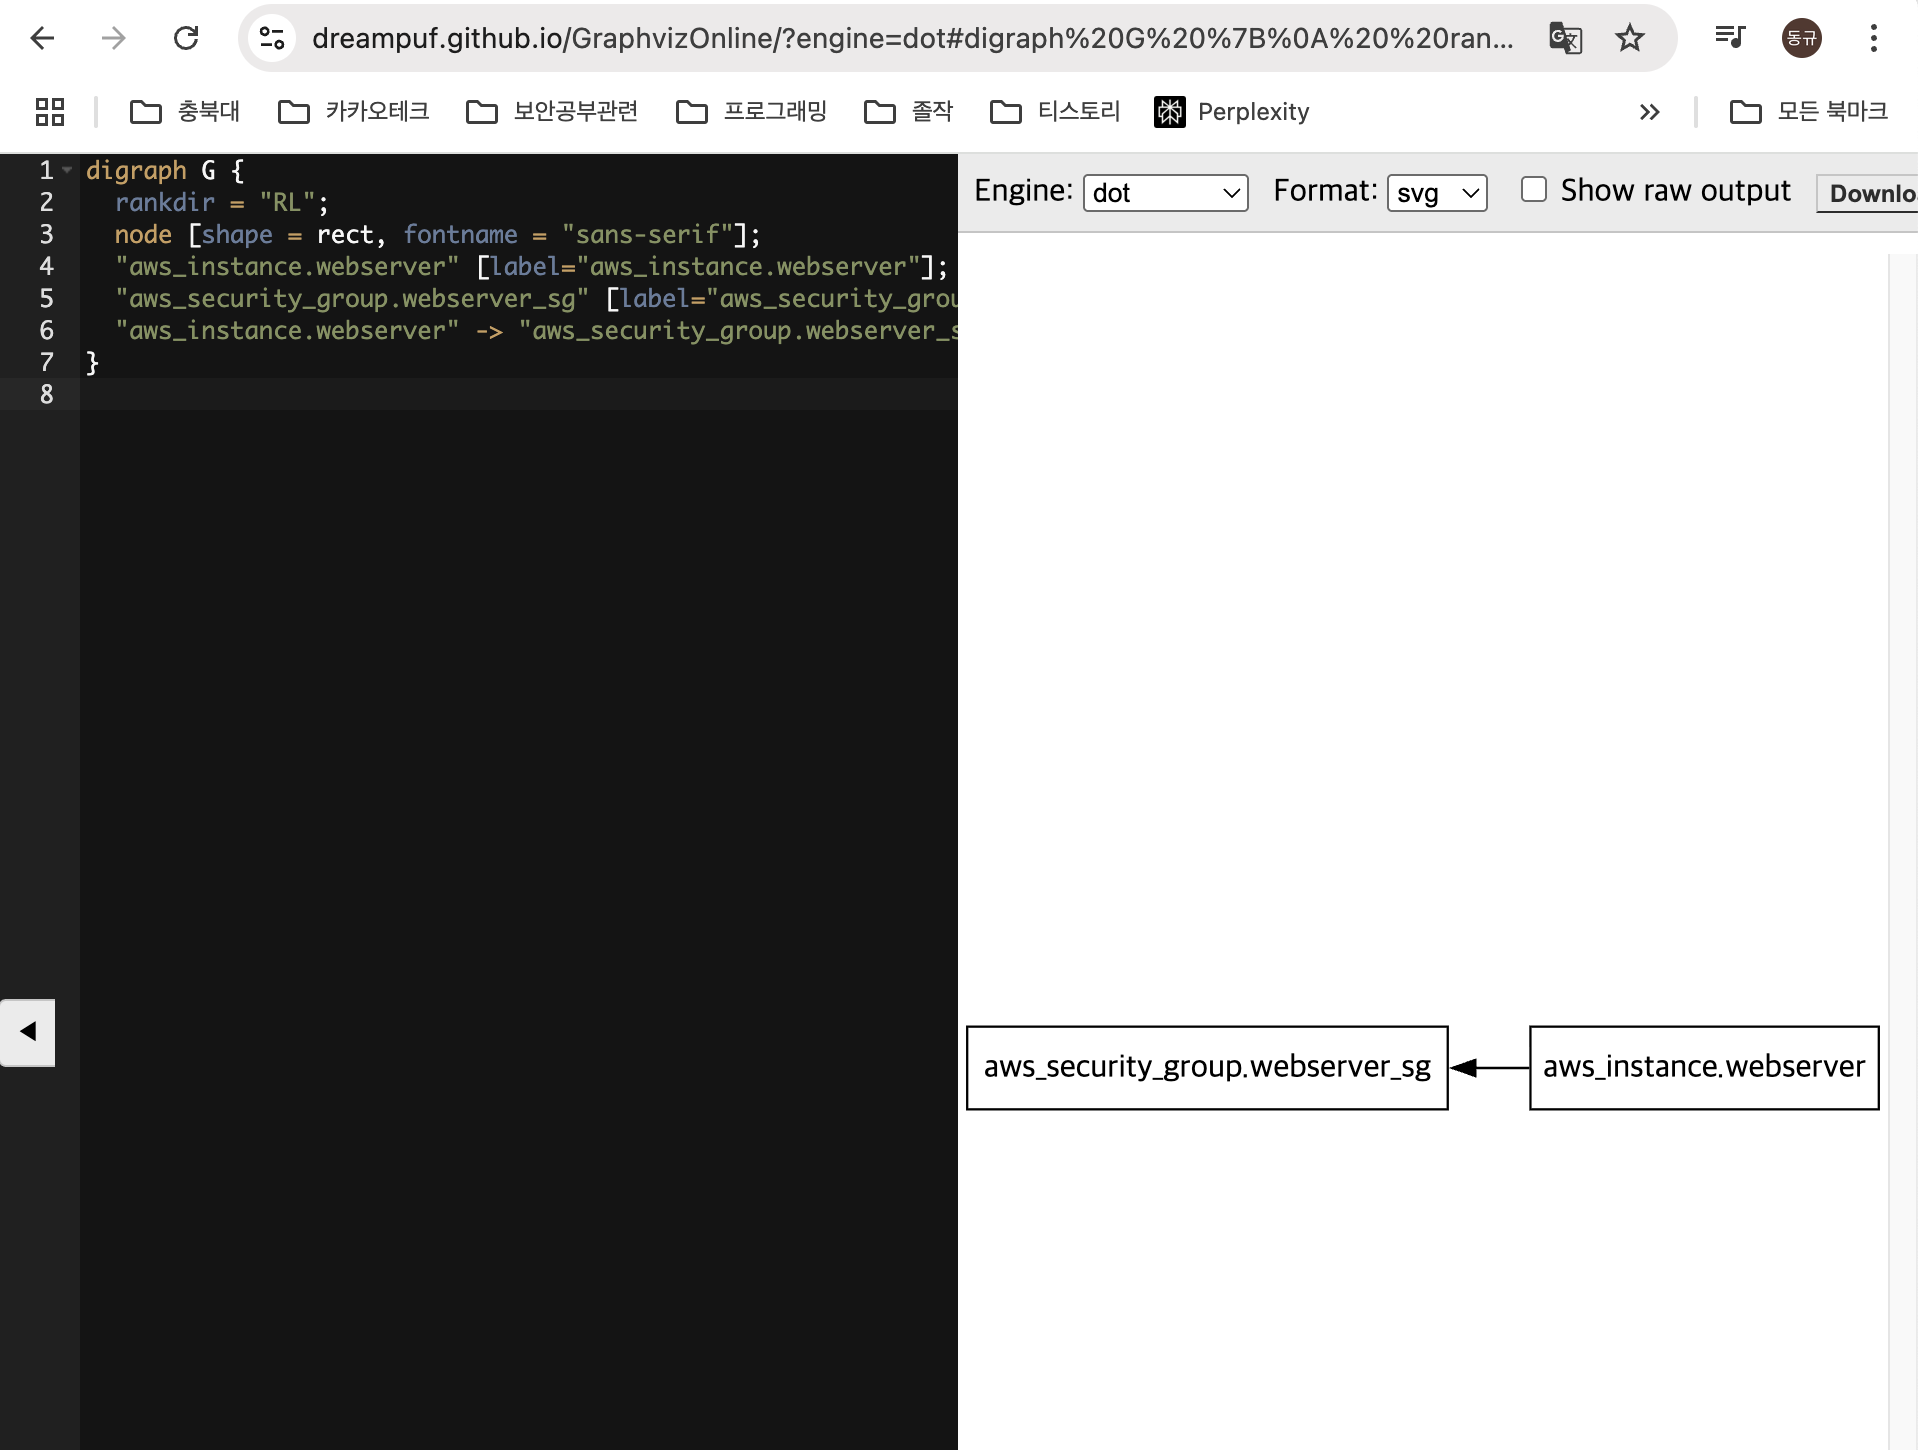 dreampuf.github.io/GraphvizOnline/?engine=dot#digraph%20G%20%7B%0A%20%20ran...
동규
충북대
카카오테크
보안공부관련
프로그래밍
졸작
티스토리
Perplexity
모든 북마크
1 digraph G {
2 rankdir = "RL";
3 node [shape = rect, fontname = "sans-serif"];
4 "aws_instance.webserver" [label="aws_instance.webserver"];
5 "aws_security_group.webserver_sg" [label="aws_security_grou
6 "aws_instance.webserver" -> "aws_security_group.webserver_s
7 }
8
Engine: dot Format: svg Show raw output Downlo
aws_security_group.webserver_sg
aws_instance.webserver